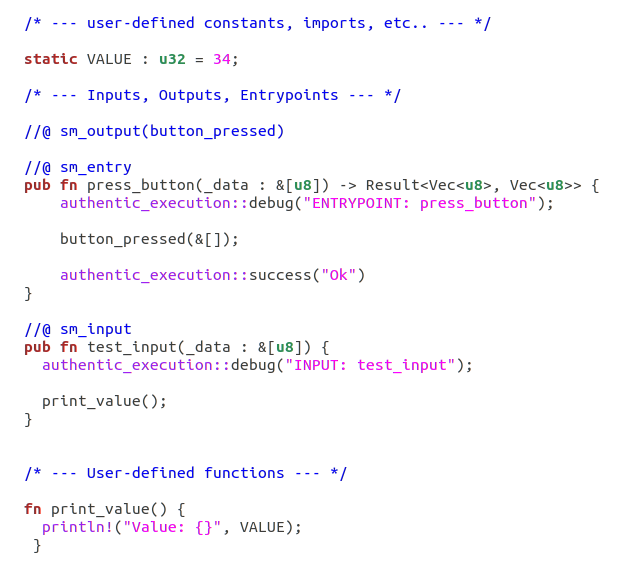 /* --- user-defined constants, imports, etc.. --- */
static VALUE : u32 = 34;
/* --- Inputs, Outputs, Entrypoints --- */
//@ sm_output(button_pressed)
//@ sm_entry
pub fn press_button(_data : &[u8]) -> Result<Vec<u8>, Vec<u8>> {
    authentic_execution::debug("ENTRYPOINT: press_button");
    button_pressed(&[]);
    authentic_execution::success("Ok")
}
//@ sm_input
pub fn test_input(_data : &[u8]) {
  authentic_execution::debug("INPUT: test_input");
  print_value();
}
/* --- User-defined functions --- */
fn print_value() {
  println!("Value: {}", VALUE);
 }